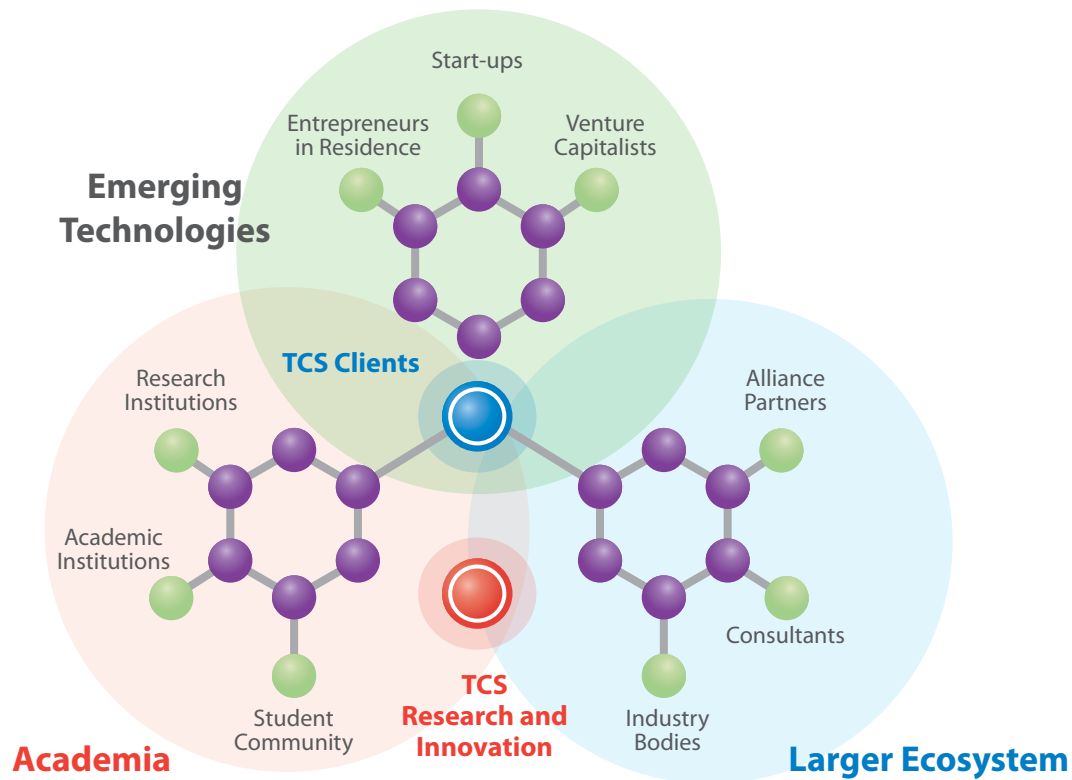 Start-ups
Entrepreneurs
in Residence
Venture
Capitalists
Emerging
Technologies
TCS Clients
Research
Institutions
Alliance
Partners
Academic
Institutions
Consultants
Student
Community
TCS
Research and
Innovation
Industry
Bodies
Academia
Larger Ecosystem